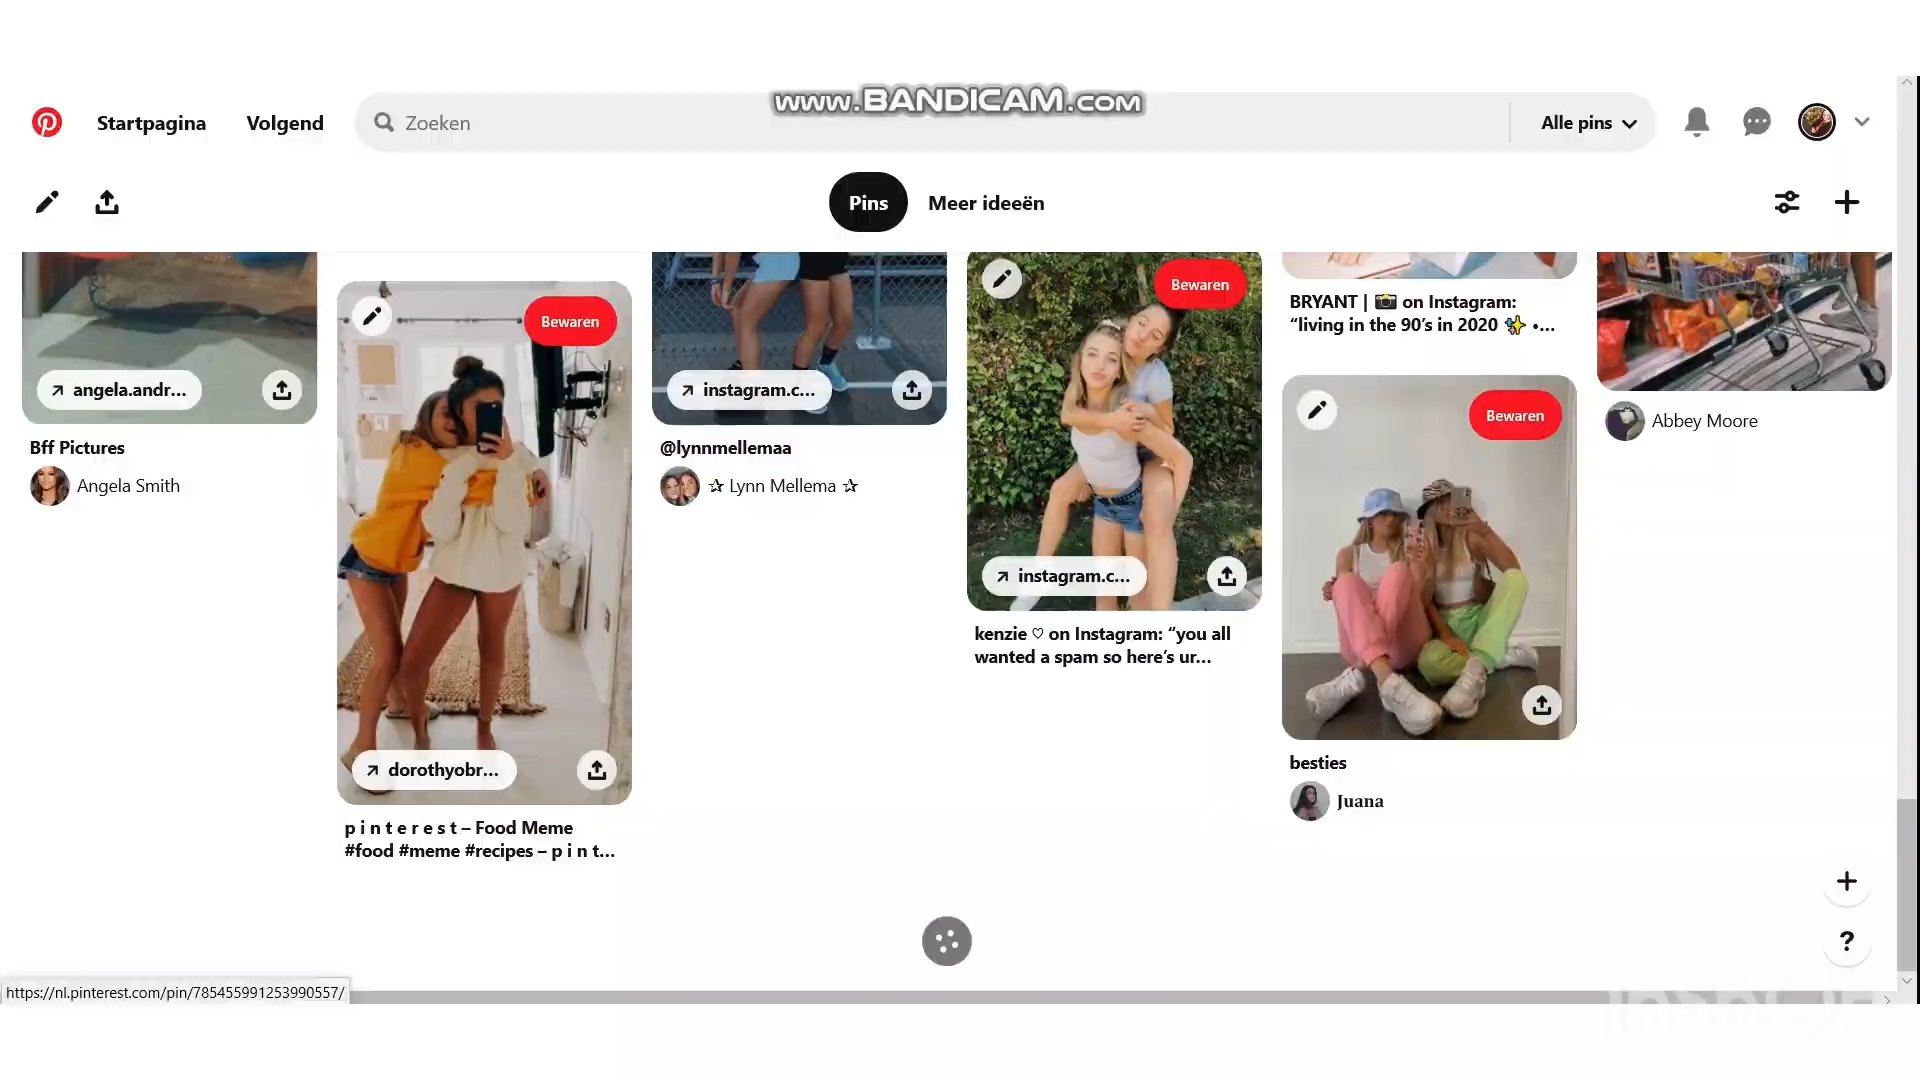 www.BANDICAM.com
Startpagina
Volgend
Zoeken
Alle pins
Pins
Meer ideeën
angela.andr...
Bff Pictures
Angela Smith
Bewaren
dorothyobr...
p i n t e r e s t – Food Meme
#food #meme #recipes – p i n t...
instagram.c...
@lynnmellemaa
✰ Lynn Mellema ✰
Bewaren
instagram.c...
kenzie ♡ on Instagram: “you all
wanted a spam so here’s ur...
BRYANT | 📸 on Instagram:
“living in the 90’s in 2020 ✨ •...
Bewaren
besties
Juana
Abbey Moore
?
https://nl.pinterest.com/pin/785455991253990557/